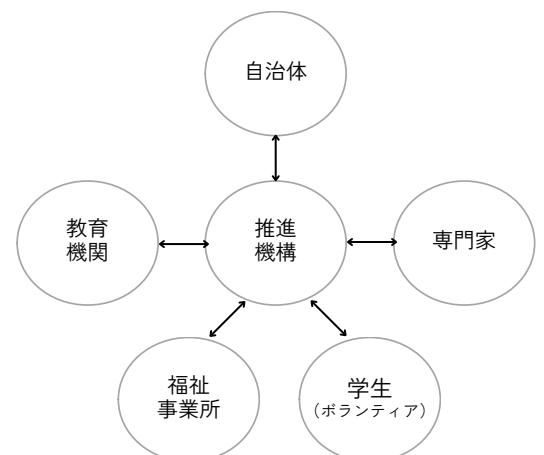 自治体
教育
機関
推進
機構
専門家
福祉
事業所
学生
（ボランティア）